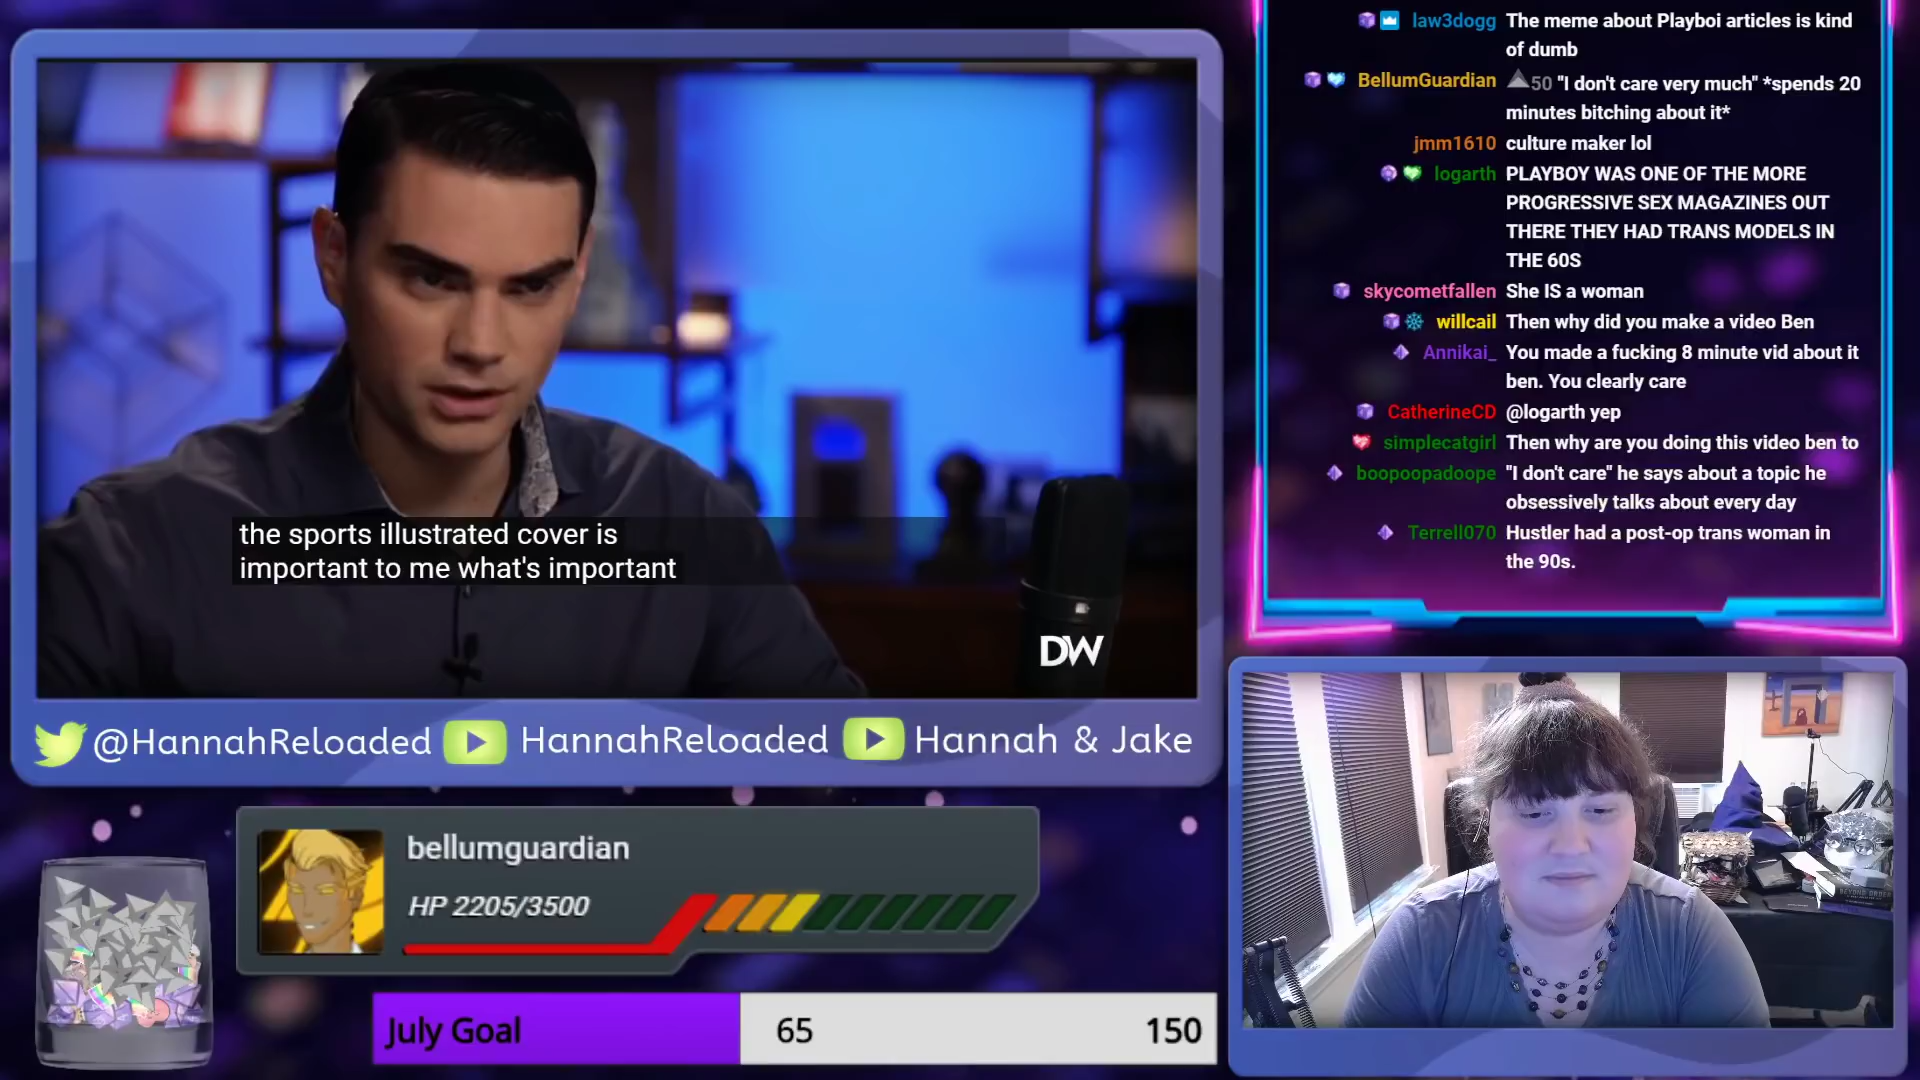 the sports illustrated cover is
important to me what's important
DW
@HannahReloaded HannahReloaded Hannah & Jake
bellumguardian
HP 2205/3500
July Goal 65 150
law3dogg The meme about Playboi articles is kind
of dumb
BellumGuardian 50 "I don't care very much" *spends 20
minutes bitching about it*
jmm1610 culture maker lol
logarth PLAYBOY WAS ONE OF THE MORE
PROGRESSIVE SEX MAGAZINES OUT
THERE THEY HAD TRANS MODELS IN
THE 60S
skycometfallen She IS a woman
willcail Then why did you make a video Ben
Annikai_ You made a fucking 8 minute vid about it
ben. You clearly care
CatherineCD @logarth yep
simplecatgirl Then why are you doing this video ben to
boopoopadoope "I don't care" he says about a topic he
obsessively talks about every day
Terrell070 Hustler had a post-op trans woman in
the 90s.